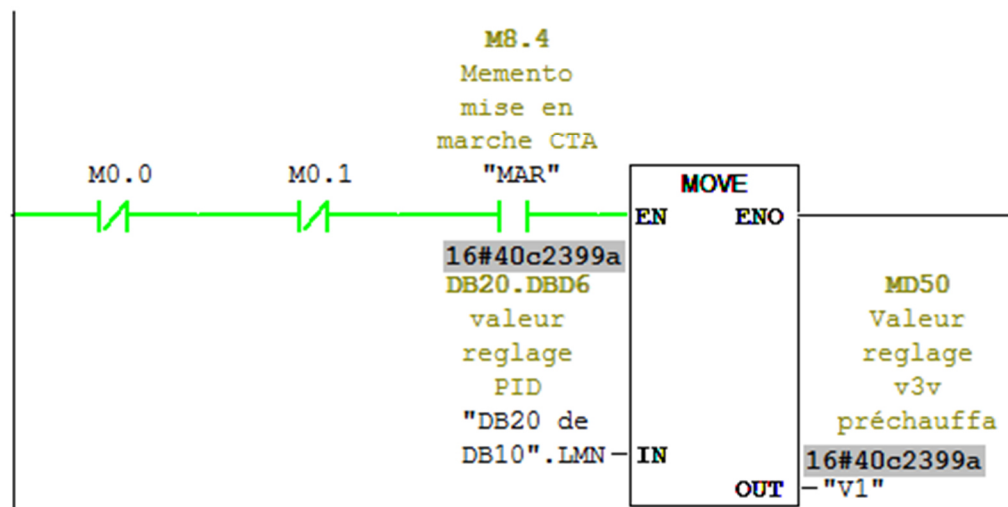 M8.4
Memento
mise en
marche CTA
M0.0
M0.1
"MAR"
MOVE
EN
ENO
16#40c2399a
DB20.DBD6
valeur
reglage
PID
"DB20 de
DB10".LMN
IN
MD50
Valeur
reglage
v3v
préchauffa
16#40c2399a
OUT
"V1"